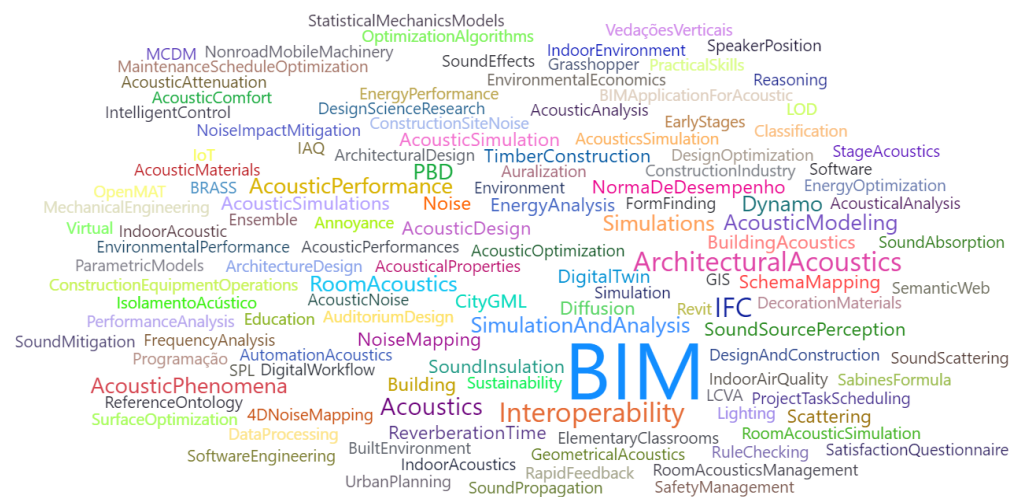 StatisticalMechanicsModels
OptimizationAlgorithms
VedaçõesVerticais
MCDM
NonroadMobileMachinery
SoundEffects
IndoorEnvironment
SpeakerPosition
MaintenanceScheduleOptimization
Grasshopper
PracticalSkills
AcousticAttenuation
EnvironmentalEconomics
Reasoning
AcousticComfort
EnergyPerformance
BIMApplicationForAcoustic
IntelligentControl
DesignScienceResearch
AcousticAnalysis
LOD
NoiseImpactMitigation
ConstructionSiteNoise
EarlyStages
Classification
IAQ
AcousticSimulation
AcousticsSimulation
IoT
ArchitecturalDesign
TimberConstruction
DesignOptimization
StageAcoustics
AcousticMaterials
PBD
Auralization
ConstructionIndustry
Software
OpenMAT
BRASS
AcousticPerformance
Environment
NormaDeDesempenho
EnergyOptimization
MechanicalEngineering
AcousticSimulations
Noise
EnergyAnalysis
FormFinding
Dynamo
AcousticalAnalysis
Virtual
IndoorAcoustic
Ensemble
Annoyance
AcousticDesign
Simulations
AcousticModeling
EnvironmentalPerformance
AcousticPerformances
AcousticOptimization
BuildingAcoustics
SoundAbsorption
ParametricModels
ArchitectureDesign
AcousticalProperties
ArchitecturalAcoustics
ConstructionEquipmentOperations
RoomAcoustics
DigitalTwin
GIS
SchemaMapping
SemanticWeb
IsolamentoAcústico
AcousticNoise
CityGML
Simulation
Diffusion
Revit
IFC
DecorationMaterials
PerformanceAnalysis
Education
AuditoriumDesign
SimulationAndAnalysis
SoundSourcePerception
SoundMitigation
FrequencyAnalysis
NoiseMapping
Programação
AutomationAcoustics
BIM
DesignAndConstruction
SoundScattering
SPL
DigitalWorkflow
SoundInsulation
AcousticPhenomena
Building
Sustainability
IndoorAirQuality
SabinesFormula
ReferenceOntology
LCVA
ProjectTaskScheduling
SurfaceOptimization
4DNoiseMapping
Acoustics
Interoperability
Lighting
Scattering
DataProcessing
ReverberationTime
ElementaryClassrooms
RoomAcousticSimulation
SoftwareEngineering
BuiltEnvironment
GeometricalAcoustics
RuleChecking
SatisfactionQuestionnaire
IndoorAcoustics
RapidFeedback
RoomAcousticsManagement
UrbanPlanning
SoundPropagation
SafetyManagement